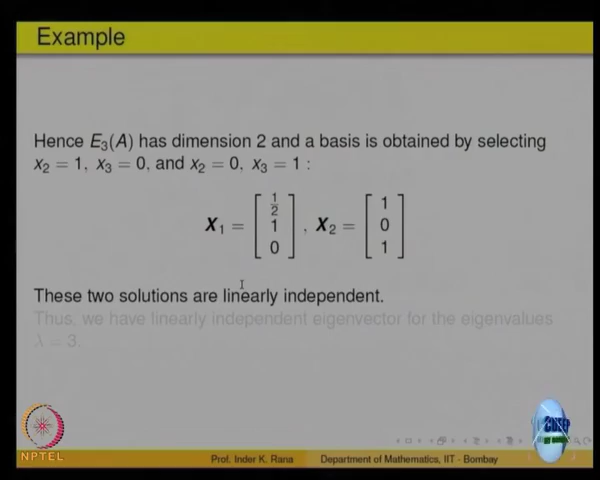 Example
Hence E₃(A) has dimension 2 and a basis is obtained by selecting
x₂ = 1, x₃ = 0, and x₂ = 0, x₃ = 1 :
X₁ = [1/2 1 0], X₂ = [1 0 1]
These two solutions are linearly independent.
Thus, we have linearly independent eigenvector for the eigenvalues
λ = 3.
NPTEL
Prof. Inder K. Rana Department of Mathematics, IIT - Bombay